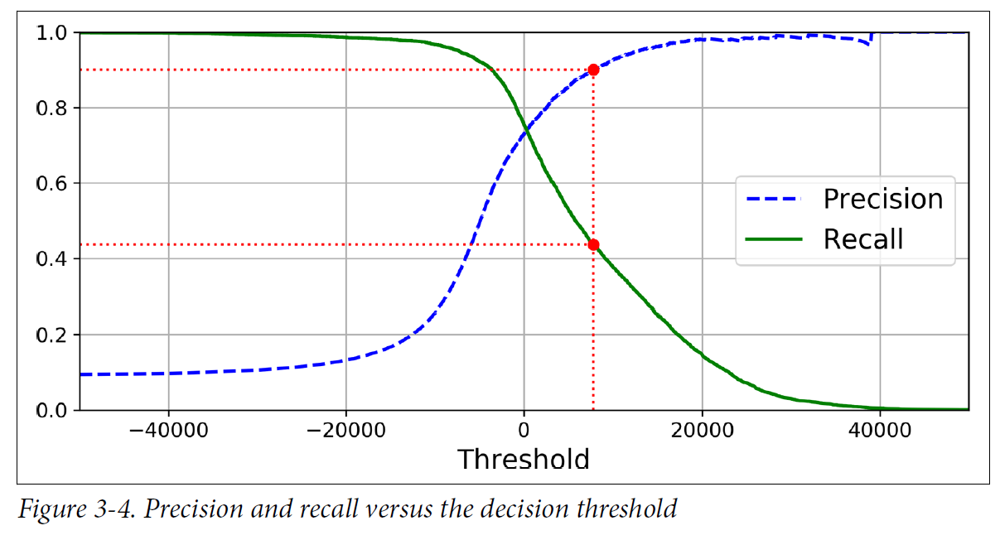 1.0
0.8
0.6
0.4
0.2
0.0
−40000 −20000 0 20000 40000
Threshold
Precision
Recall
Figure 3-4. Precision and recall versus the decision threshold